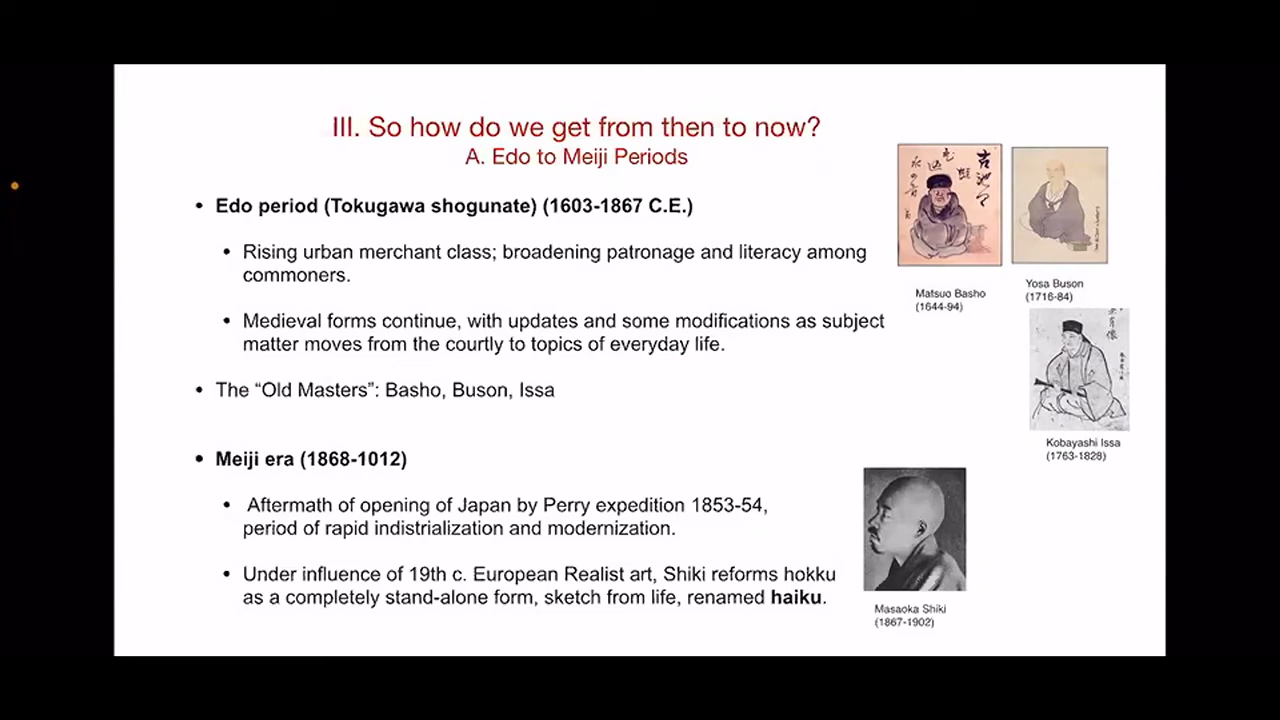 III. So how do we get from then to now?
A. Edo to Meiji Periods
• Edo period (Tokugawa shogunate) (1603-1867 C.E.)
• Rising urban merchant class; broadening patronage and literacy among
commoners.
• Medieval forms continue, with updates and some modifications as subject
matter moves from the courtly to topics of everyday life.
• The “Old Masters”: Basho, Buson, Issa
• Meiji era (1868-1012)
• Aftermath of opening of Japan by Perry expedition 1853-54,
period of rapid indistrialization and modernization.
• Under influence of 19th c. European Realist art, Shiki reforms hokku
as a completely stand-alone form, sketch from life, renamed haiku.
Matsuo Basho
(1644-94)
Yosa Buson
(1716-84)
Kobayashi Issa
(1763-1828)
Masaoka Shiki
(1867-1902)